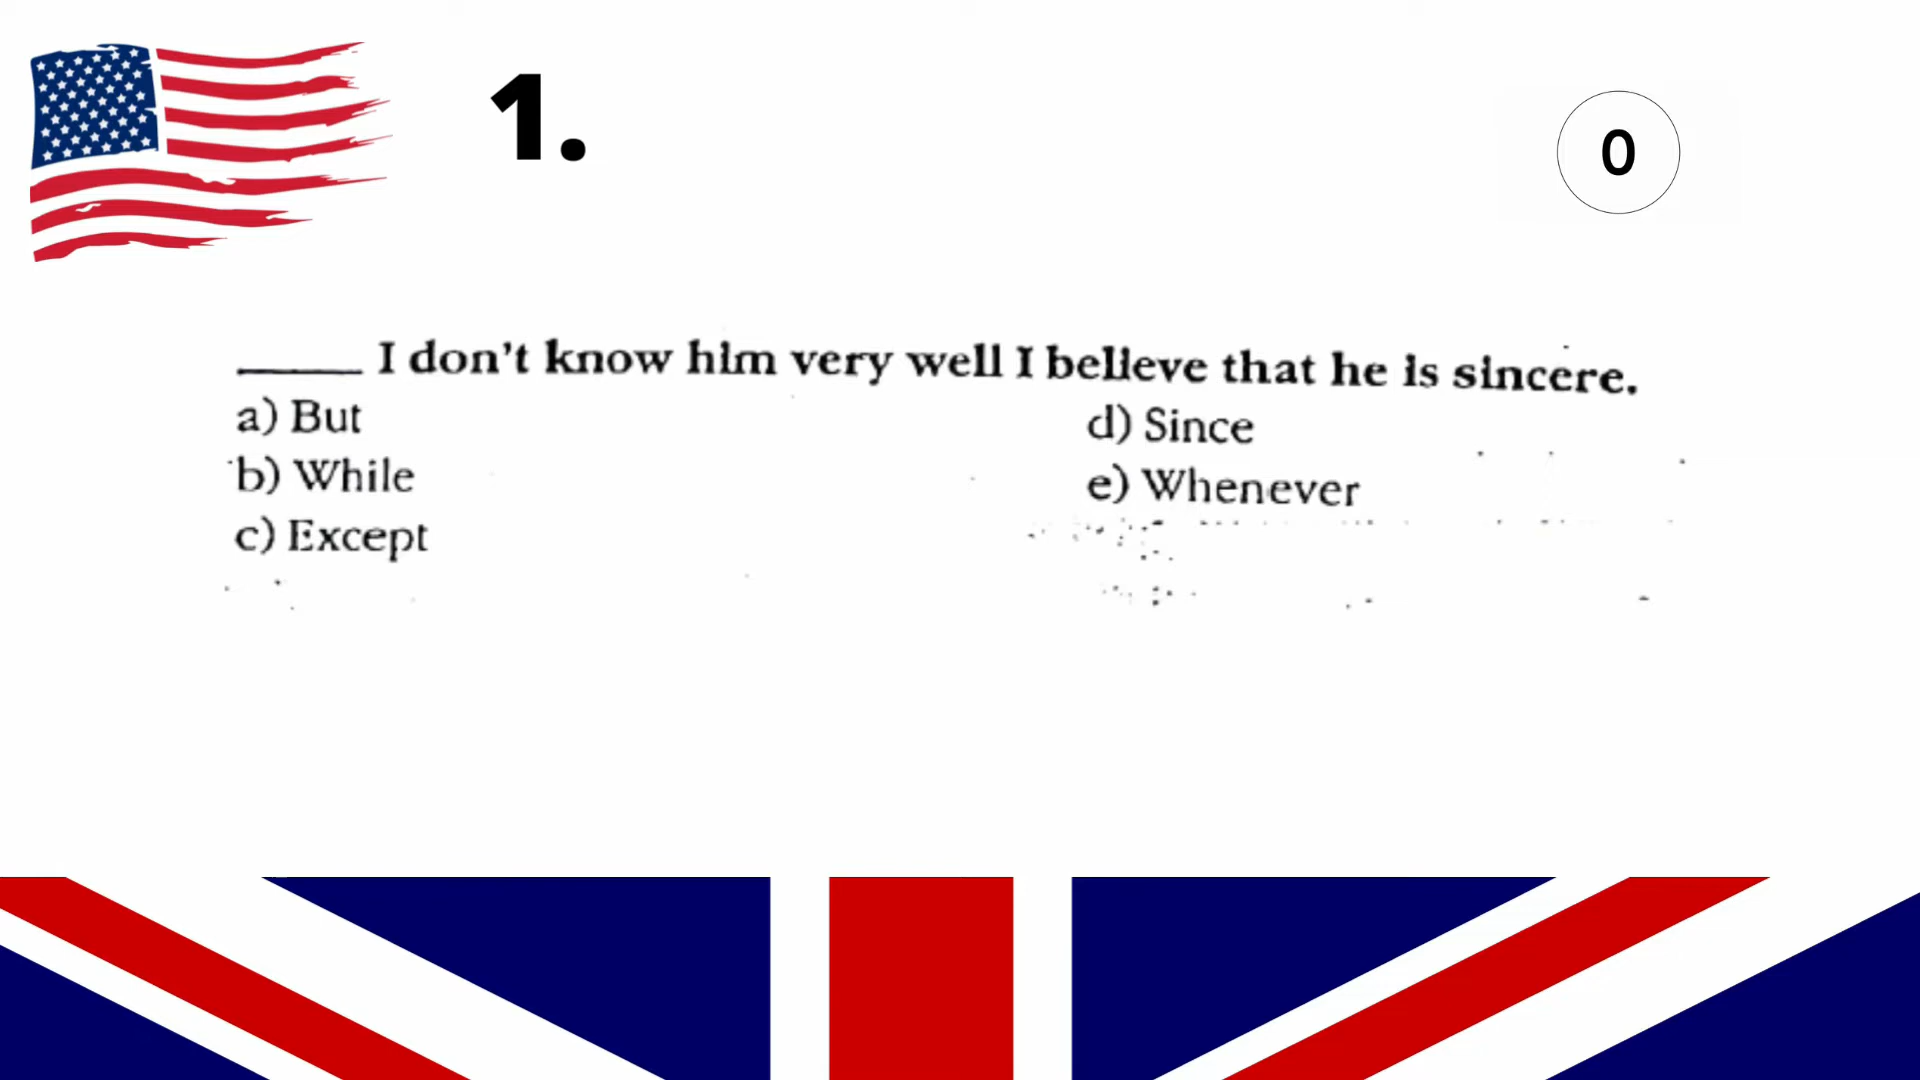 1.
0
_____ I don't know him very well I believe that he is sincere.
a) But
b) While
c) Except
d) Since
e) Whenever